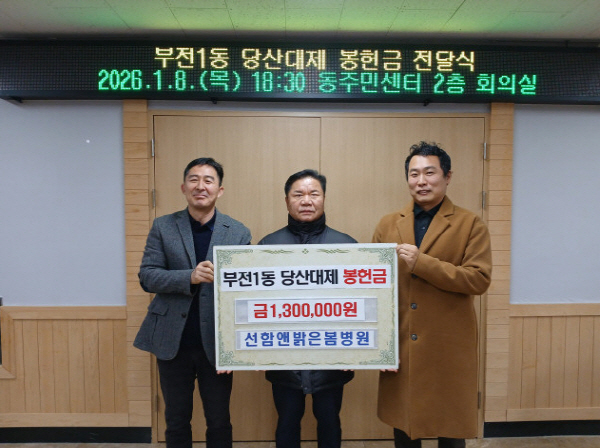 부전1동 당산대제 봉헌금 전달식
2026.1.8.(목) 18:30 동주민센터 2층 회의실
부전1동 당산대제 봉헌금
금1,300,000원
선함앤밝은봄병원